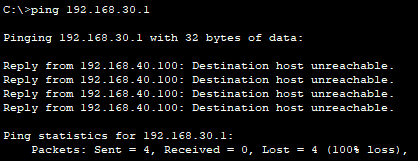 C:\>ping 192.168.30.1
Pinging 192.168.30.1 with 32 bytes of data:
Reply from 192.168.40.100: Destination host unreachable.
Reply from 192.168.40.100: Destination host unreachable.
Reply from 192.168.40.100: Destination host unreachable.
Reply from 192.168.40.100: Destination host unreachable.
Ping statistics for 192.168.30.1:
Packets: Sent = 4, Received = 0, Lost = 4 (100% loss),